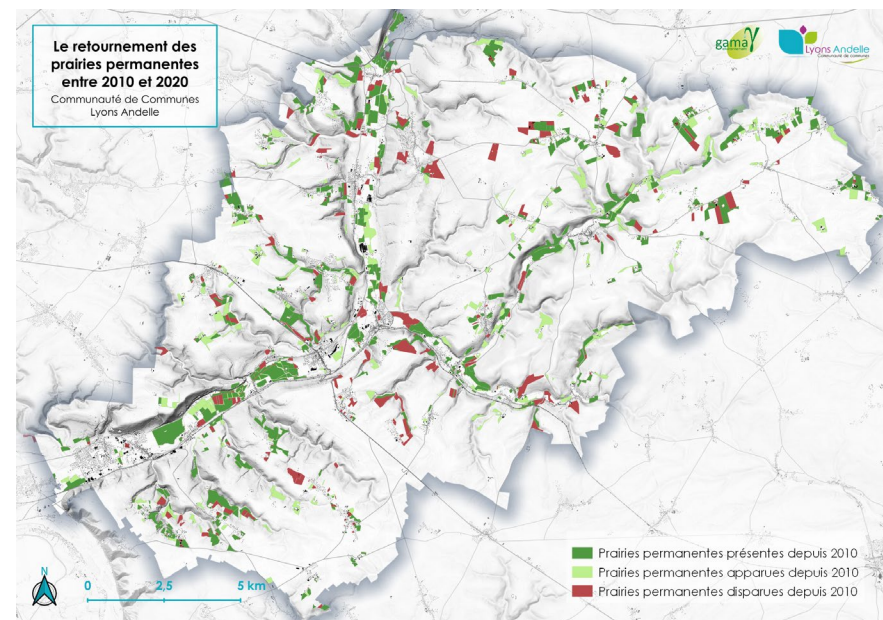 Le retournement des
prairies permanentes
entre 2010 et 2020
Communauté de Communes
Lyons Andelle
gama
Lyons Andelle
Communauté de communes
Prairies permanentes présentes depuis 2010
Prairies permanentes apparues depuis 2010
Prairies permanentes disparues depuis 2010
N
0 2,5 5 km